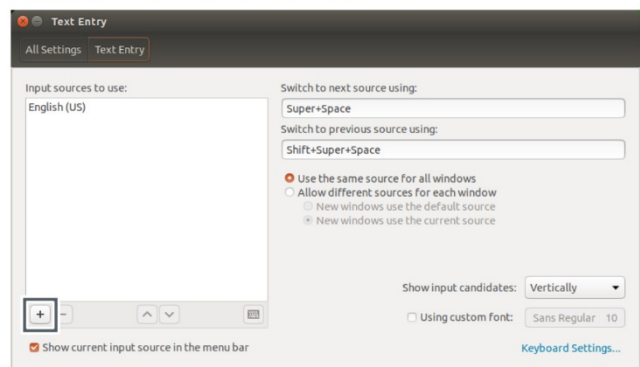 Text Entry
All Settings Text Entry
Input sources to use:
English (US)
Switch to next source using:
Super+Space
Switch to previous source using:
Shift+Super+Space
Use the same source for all windows
Allow different sources for each window
New windows use the default source
New windows use the current source
Show input candidates: Vertically
Using custom font: Sans Regular 10
+ -
Show current input source in the menu bar
Keyboard Settings...